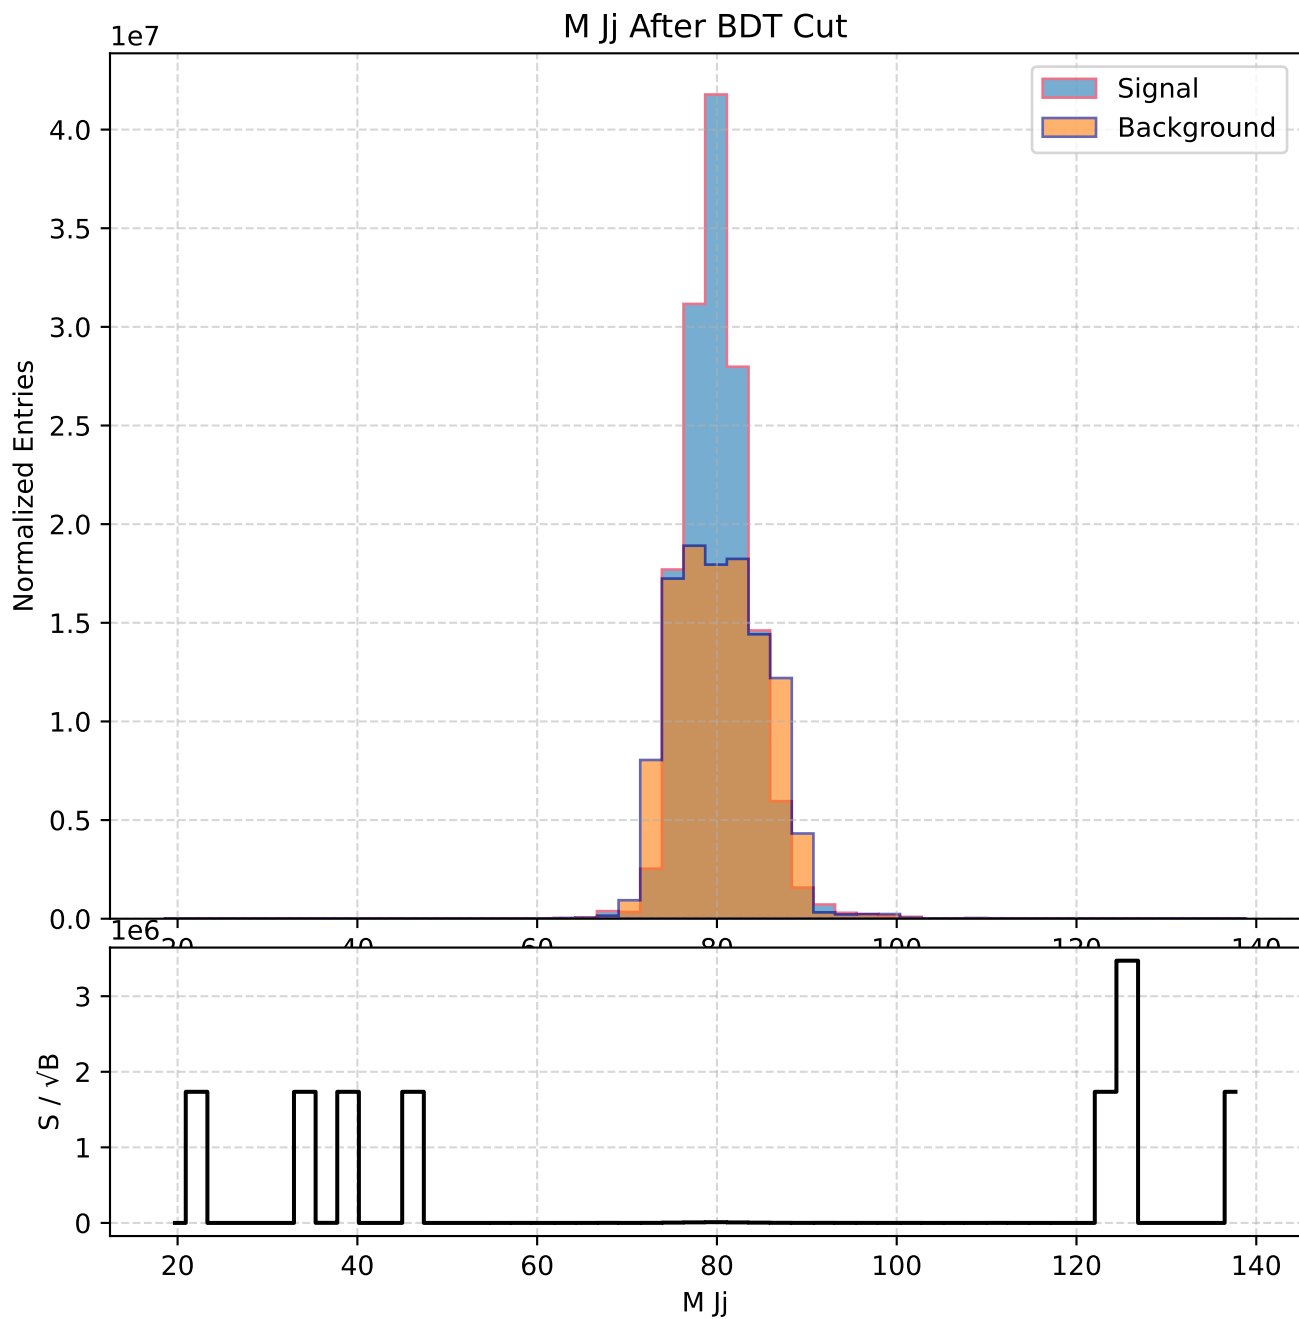 M Jj After BDT Cut
1e7
Signal
Background
4.0
3.5
3.0
2.5
2.0
1.5
1.0
0.5
0.0
Normalized Entries
20 40 60 80 100 120 140
1e6
3
2
1
0
S / √B
20 40 60 80 100 120 140
M Jj